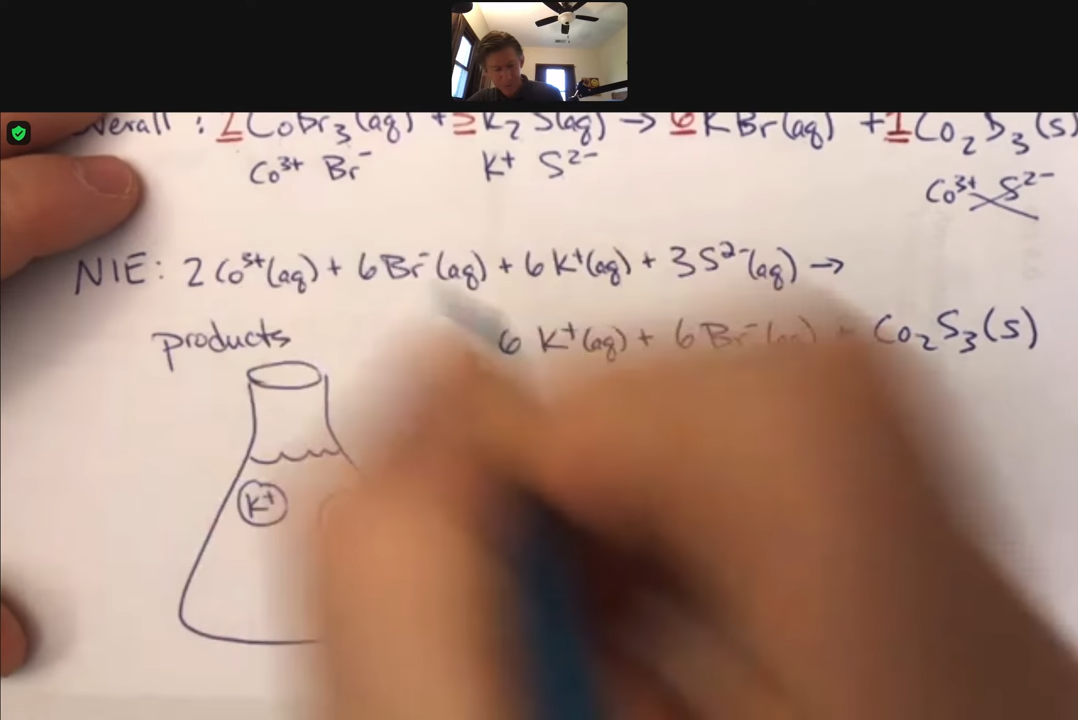 : 2 CoBr3(aq) + 3 K2S(aq) → 6 KBr(aq) + 1 Co2S3(s)
Co³⁺ Br⁻ K⁺ S²⁻
Co³⁺ S²⁻
NIE: 2 Co³⁺(aq) + 6 Br⁻(aq) + 6 K⁺(aq) + 3 S²⁻(aq) →
products 6 K⁺(aq) + 6 Br⁻(aq) + Co2S3(s)
K⁺